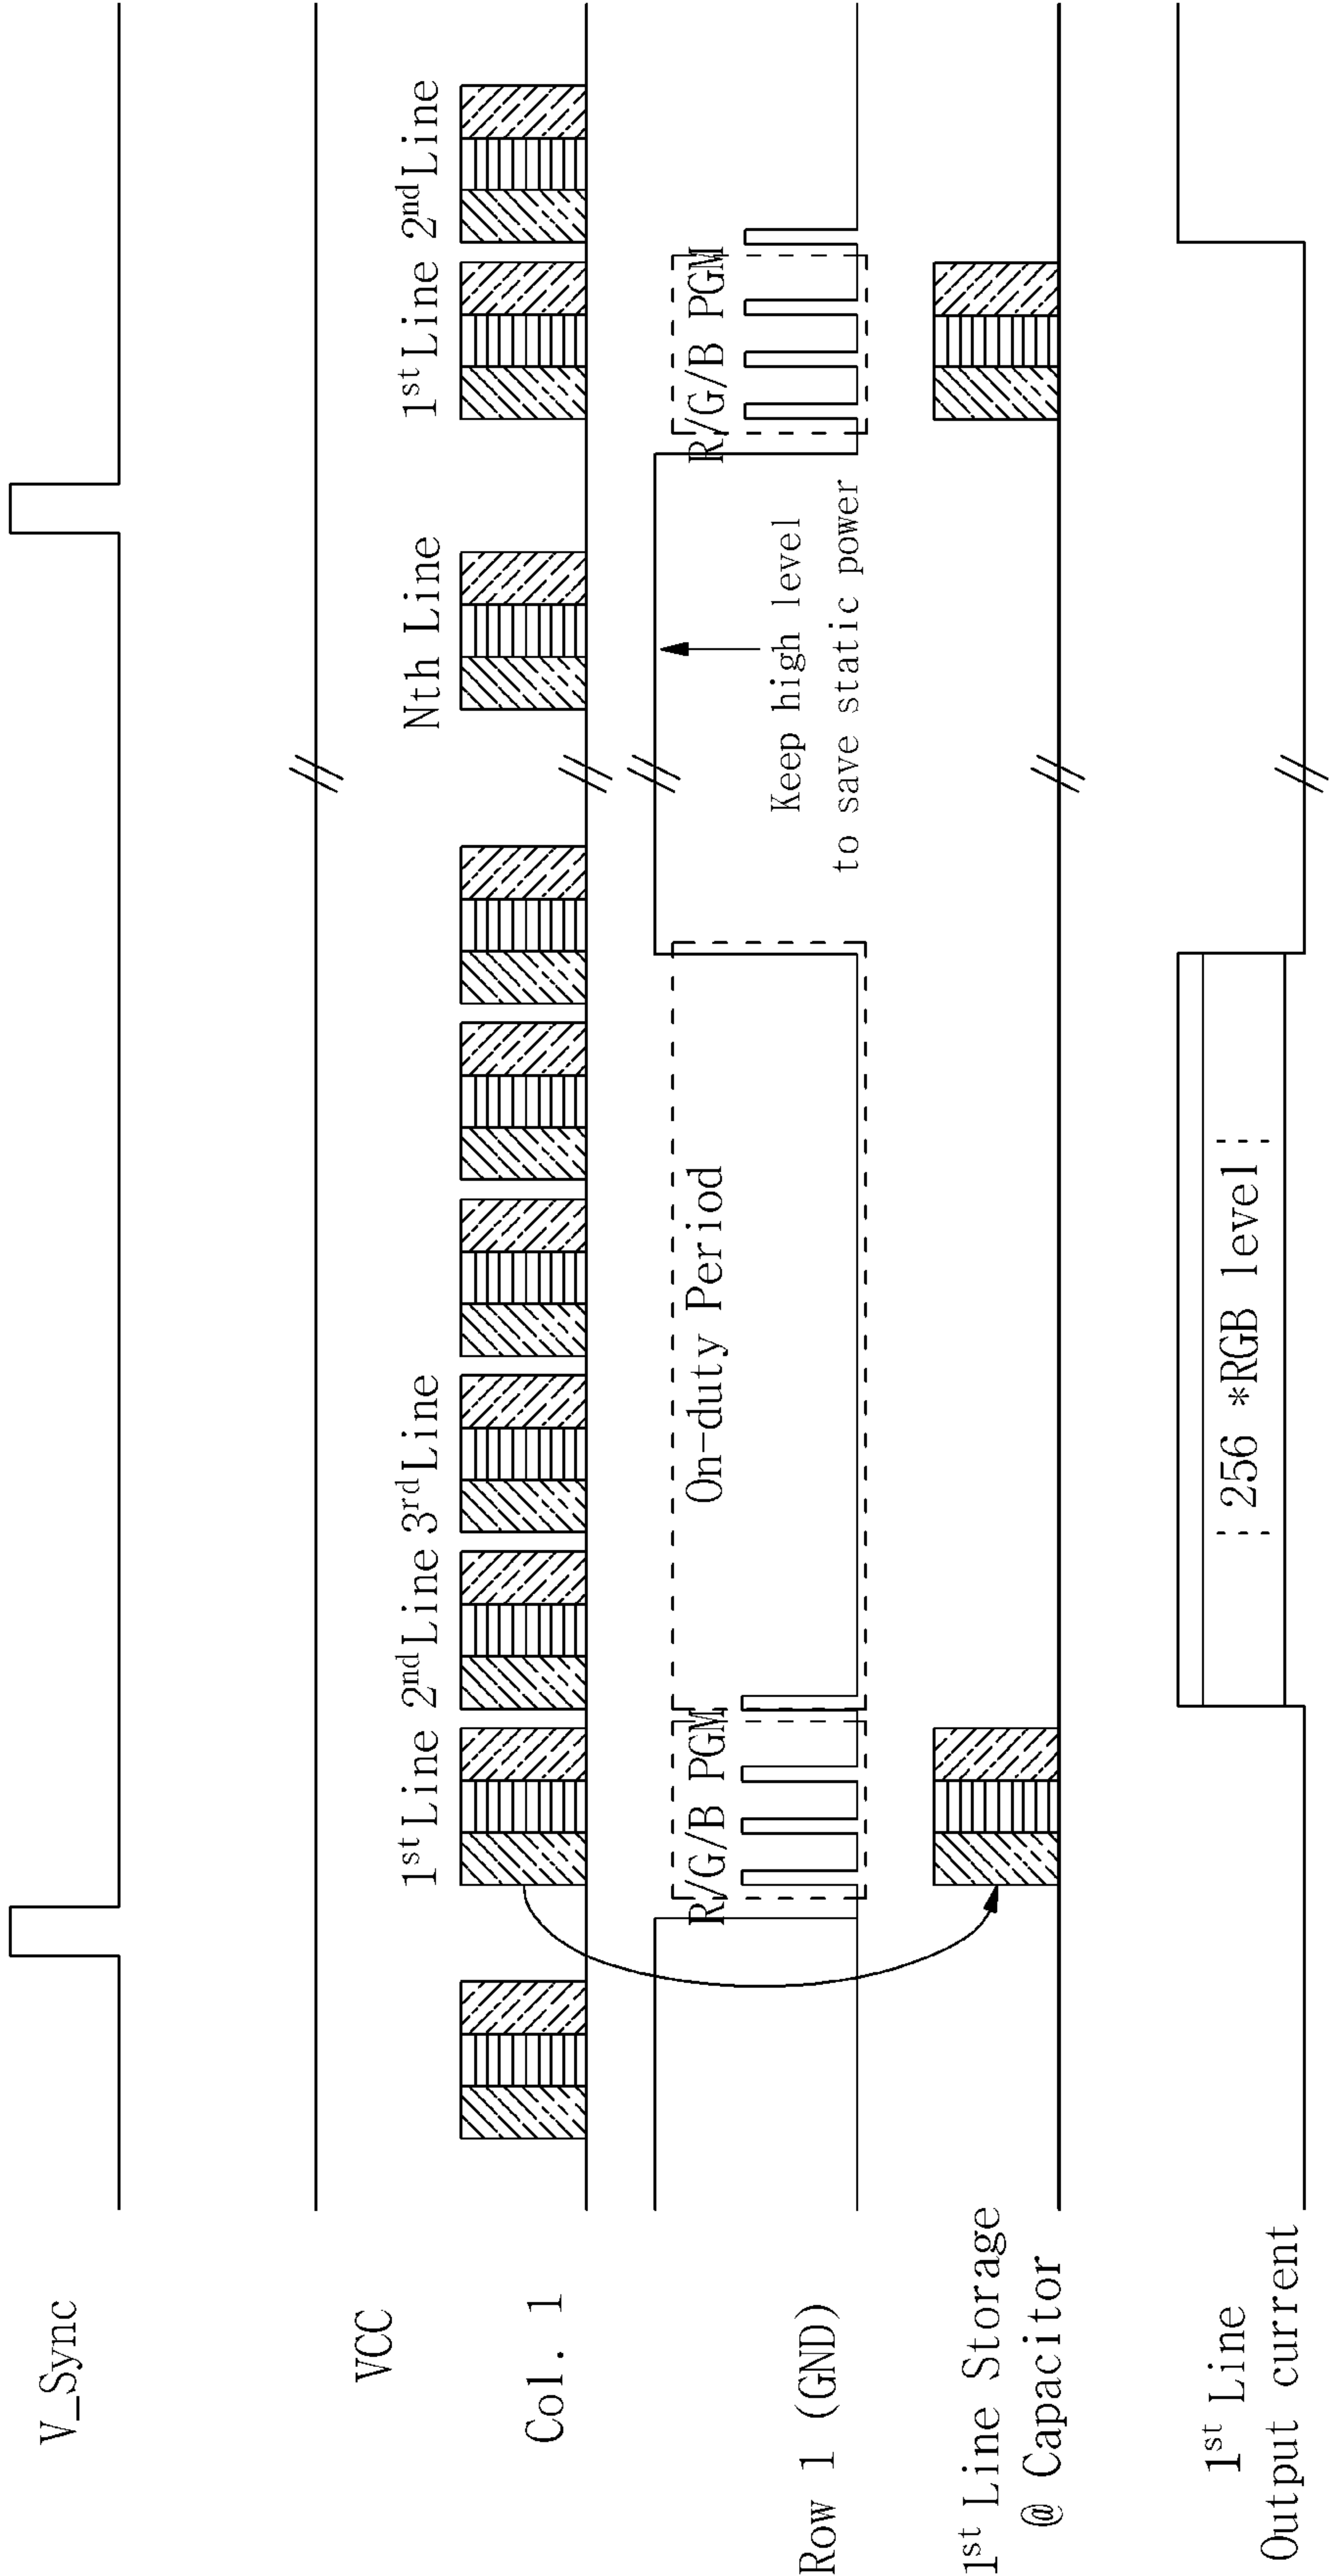 V_Sync
VCC
1st Line 2nd Line 3rd Line
Nth Line
1st Line 2nd Line
Col. 1
R/G/B PGM
On-duty Period
R/G/B PGM
Keep high level
to save static power
Row 1 (GND)
1st Line Storage
@ Capacitor
256 *RGB level
1st Line
Output current